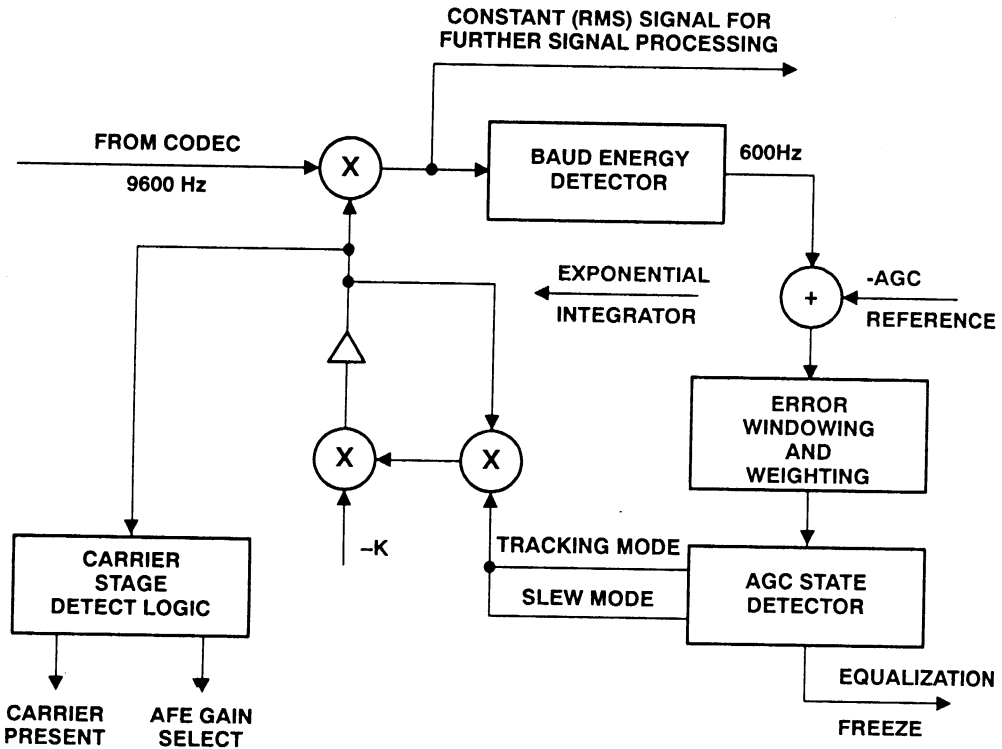 CONSTANT (RMS) SIGNAL FOR
FURTHER SIGNAL PROCESSING
FROM CODEC
9600 Hz
X
BAUD ENERGY
DETECTOR
600Hz
EXPONENTIAL
INTEGRATOR
+
-AGC
REFERENCE
ERROR
WINDOWING
AND
WEIGHTING
X
X
–K
TRACKING MODE
SLEW MODE
AGC STATE
DETECTOR
CARRIER
STAGE
DETECT LOGIC
EQUALIZATION
FREEZE
CARRIER
PRESENT
AFE GAIN
SELECT